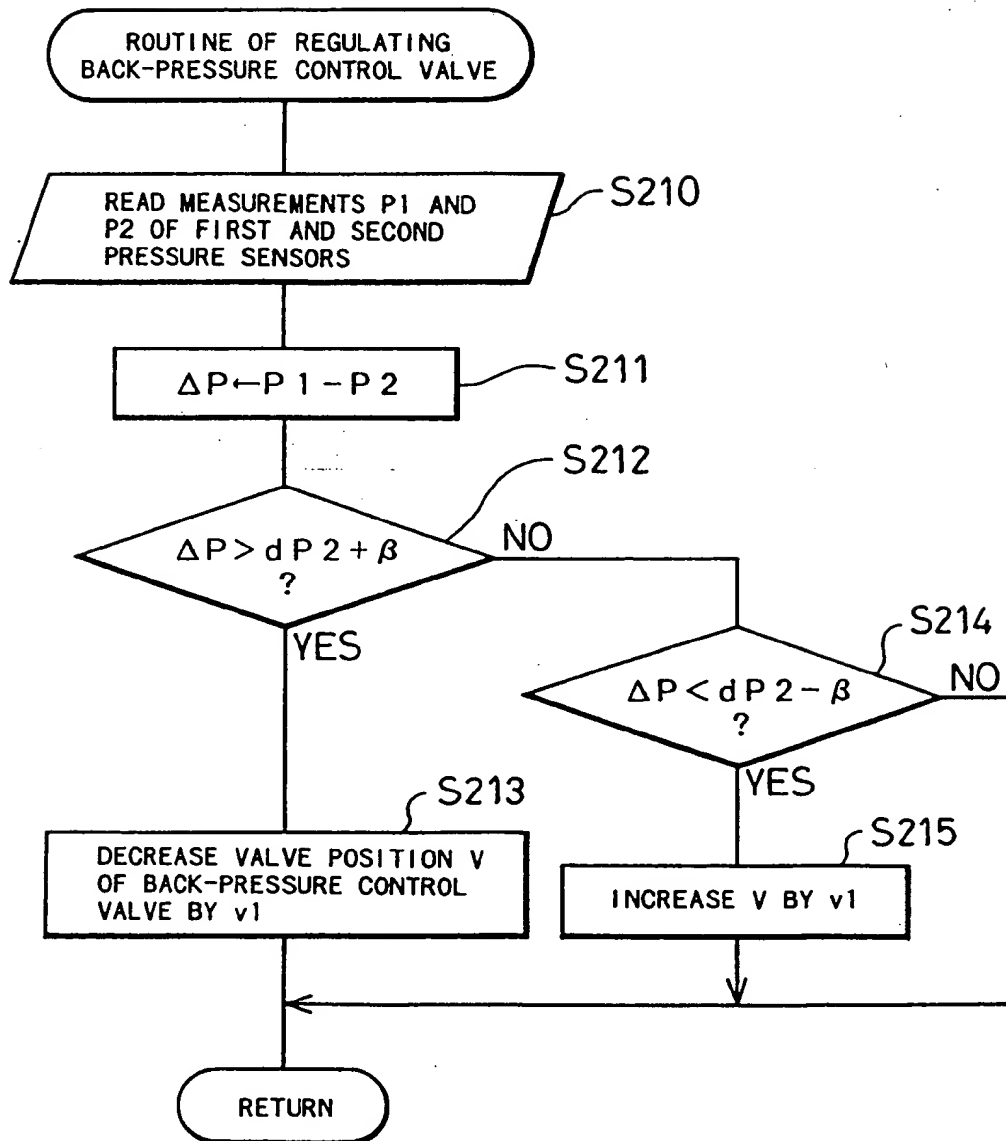 ROUTINE OF REGULATING
BACK-PRESSURE CONTROL VALVE
READ MEASUREMENTS P1 AND
P2 OF FIRST AND SECOND
PRESSURE SENSORS
S210
ΔP←P1-P2
S211
S212
ΔP>dP2+β
?
NO
YES
S214
ΔP<dP2-β
?
NO
YES
S213
DECREASE VALVE POSITION V
OF BACK-PRESSURE CONTROL
VALVE BY v1
S215
INCREASE V BY v1
RETURN